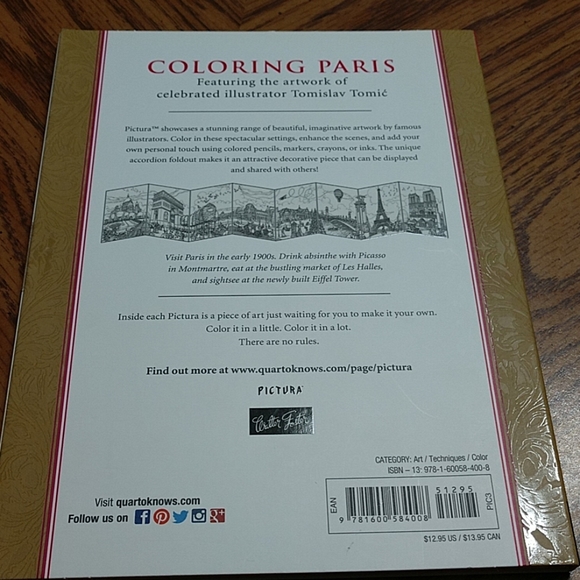 COLORING PARIS
Featuring the artwork of
celebrated illustrator Tomislav Tomić
Pictura™ showcases a stunning range of beautiful, imaginative artwork by famous
illustrators. Color in these spectacular settings, enhance the scenes, and add your
own personal touch using colored pencils, markers, crayons, or inks. The unique
accordion foldout makes it an attractive decorative piece that can be displayed
and shared with others!
Visit Paris in the early 1900s. Drink absinthe with Picasso
in Montmartre, eat at the bustling market of Les Halles,
and sightsee at the newly built Eiffel Tower.
Inside each Pictura is a piece of art just waiting for you to make it your own.
Color it in a little. Color it in a lot.
There are no rules.
Find out more at www.quartoknows.com/page/pictura
PICTURA™
Walter Foster
CATEGORY: Art / Techniques / Color
ISBN – 13: 978-1-60058-400-8
EAN
51295
9 781600 584008
PIC3
$12.95 US / $13.95 CAN
Visit quartoknows.com
Follow us on